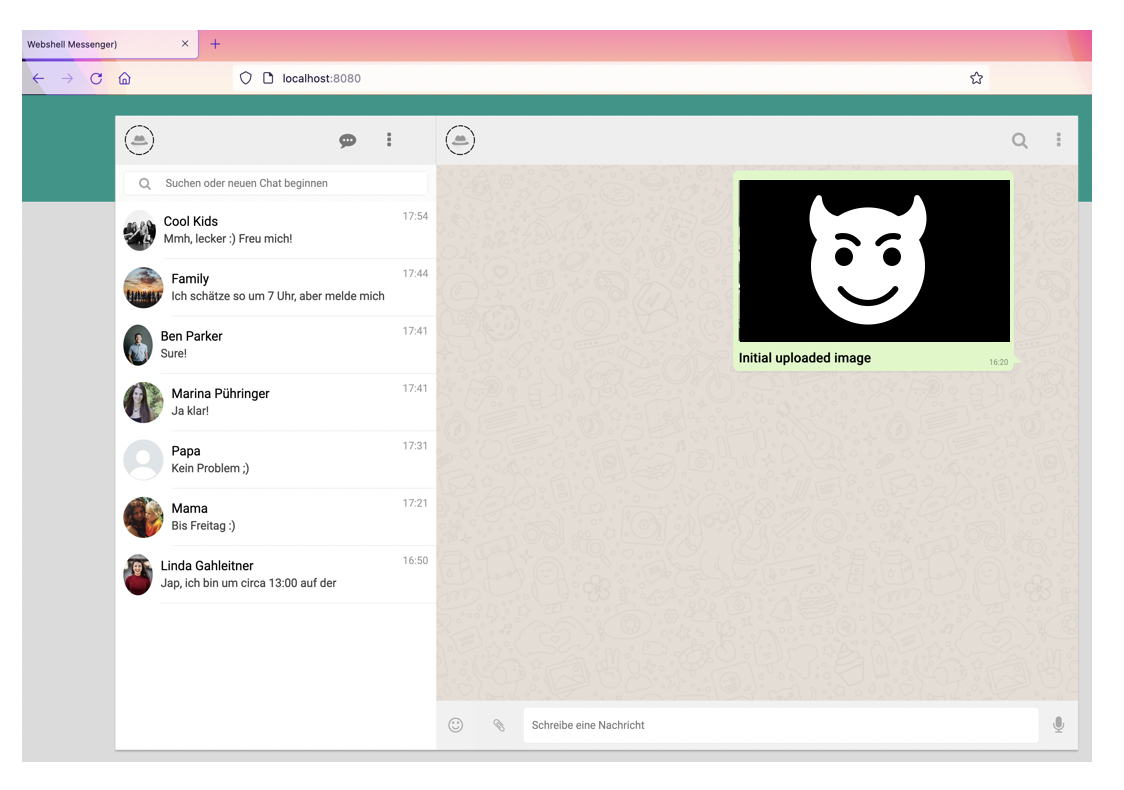 Webshell Messenger)
localhost:8080
Suchen oder neuen Chat beginnen
Cool Kids 17:54
Mmh, lecker :) Freu mich!
Family 17:44
Ich schätze so um 7 Uhr, aber melde mich
Ben Parker 17:41
Sure!
Marina Pühringer 17:41
Ja klar!
Papa 17:31
Kein Problem ;)
Mama 17:21
Bis Freitag :)
Linda Gahleitner 16:50
Jap, ich bin um circa 13:00 auf der
Initial uploaded image 16:20
Schreibe eine Nachricht